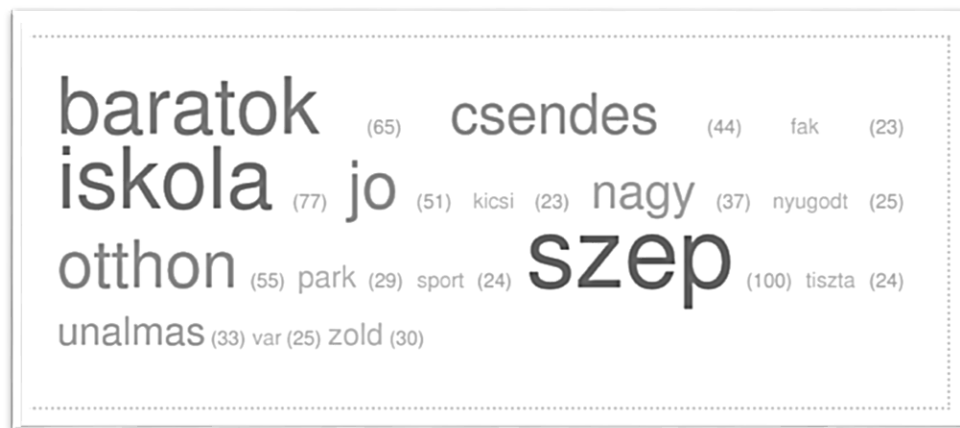 baratok (65) csendes (44) fak (23)
iskola (77) jo (51) kicsi (23) nagy (37) nyugodt (25)
otthon (55) park (29) sport (24) szep (100) tiszta (24)
unalmas (33) var (25) zold (30)